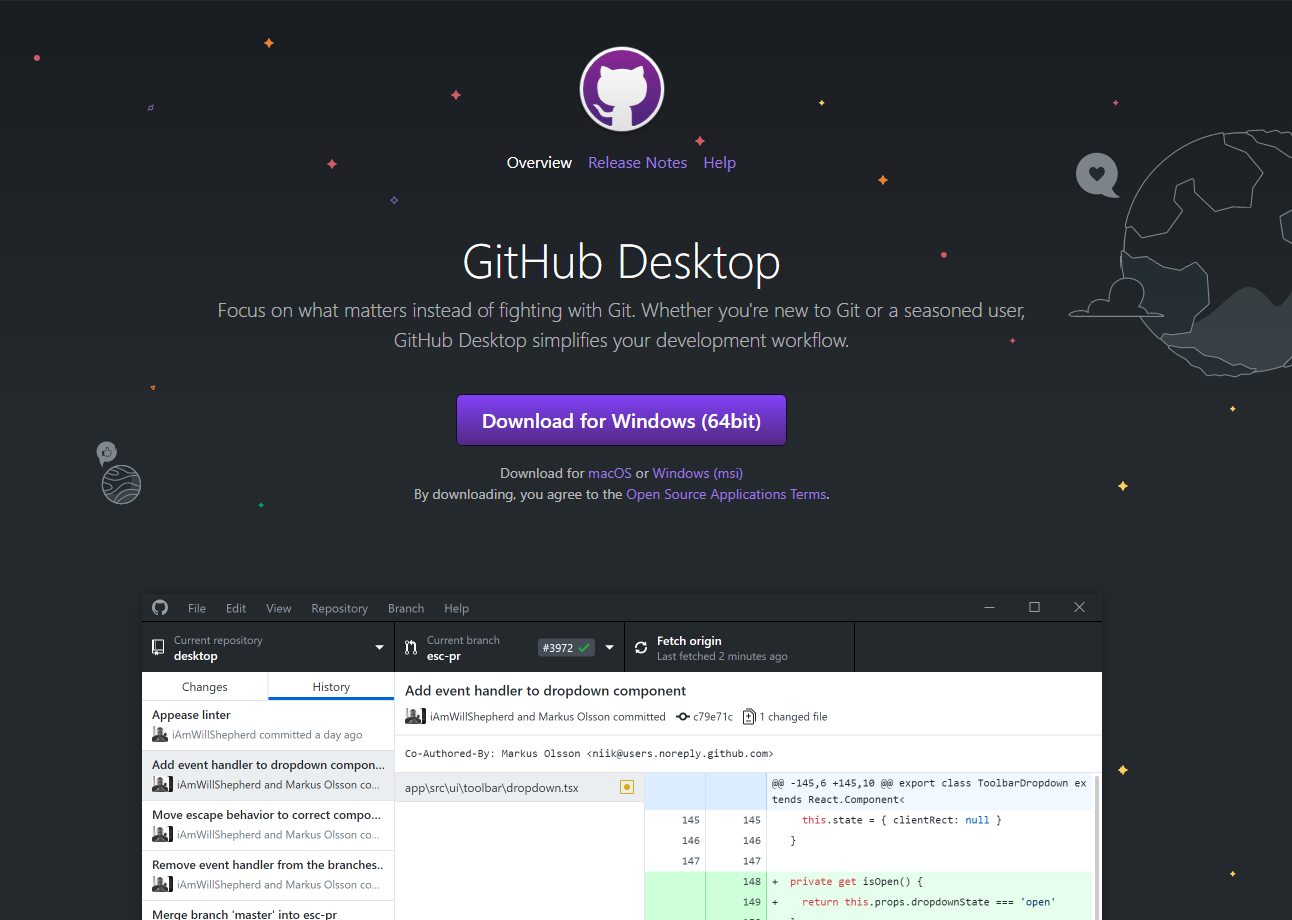 Overview Release Notes Help
GitHub Desktop
Focus on what matters instead of fighting with Git. Whether you're new to Git or a seasoned user,
GitHub Desktop simplifies your development workflow.
Download for Windows (64bit)
Download for macOS or Windows (msi)
By downloading, you agree to the Open Source Applications Terms.
File Edit View Repository Branch Help
Current repository
desktop
Current branch
esc-pr
#3972
Fetch origin
Last fetched 2 minutes ago
Changes History
Appease linter
iAmWillShepherd committed a day ago
Add event handler to dropdown compon...
iAmWillShepherd and Markus Olsson co...
Move escape behavior to correct compo...
iAmWillShepherd and Markus Olsson co...
Remove event handler from the branches..
iAmWillShepherd and Markus Olsson co...
Merge branch 'master' into esc-pr
Add event handler to dropdown component
iAmWillShepherd and Markus Olsson committed c79e71c 1 changed file
Co-Authored-By: Markus Olsson <niik@users.noreply.github.com>
app\src\ui\toolbar\dropdown.tsx
@@ -145,6 +145,10 @@ export class ToolbarDropdown ex
tends React.Component<
145 145 this.state = { clientRect: null }
146 146 }
147 147
148 + private get isOpen() {
149 + return this.props.dropdownState === 'open'